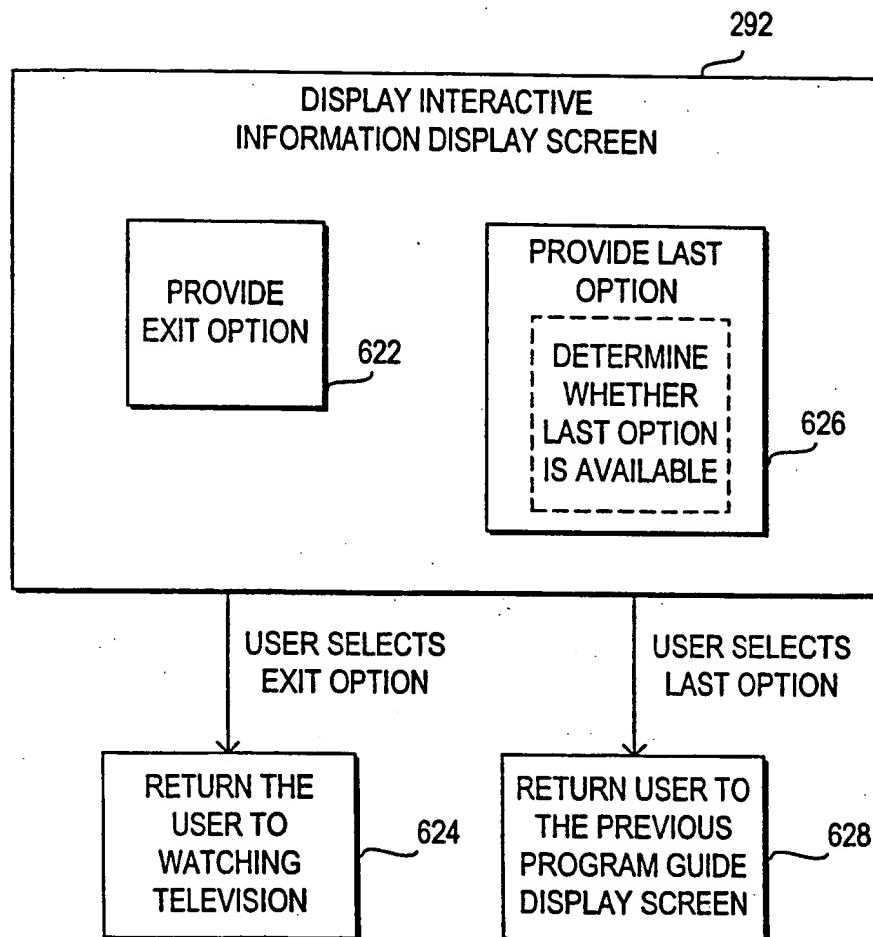 292
DISPLAY INTERACTIVE
INFORMATION DISPLAY SCREEN
PROVIDE
EXIT OPTION
622
PROVIDE LAST
OPTION
DETERMINE
WHETHER
LAST OPTION
IS AVAILABLE
626
USER SELECTS
EXIT OPTION
USER SELECTS
LAST OPTION
RETURN THE
USER TO
WATCHING
TELEVISION
624
RETURN USER TO
THE PREVIOUS
PROGRAM GUIDE
DISPLAY SCREEN
628